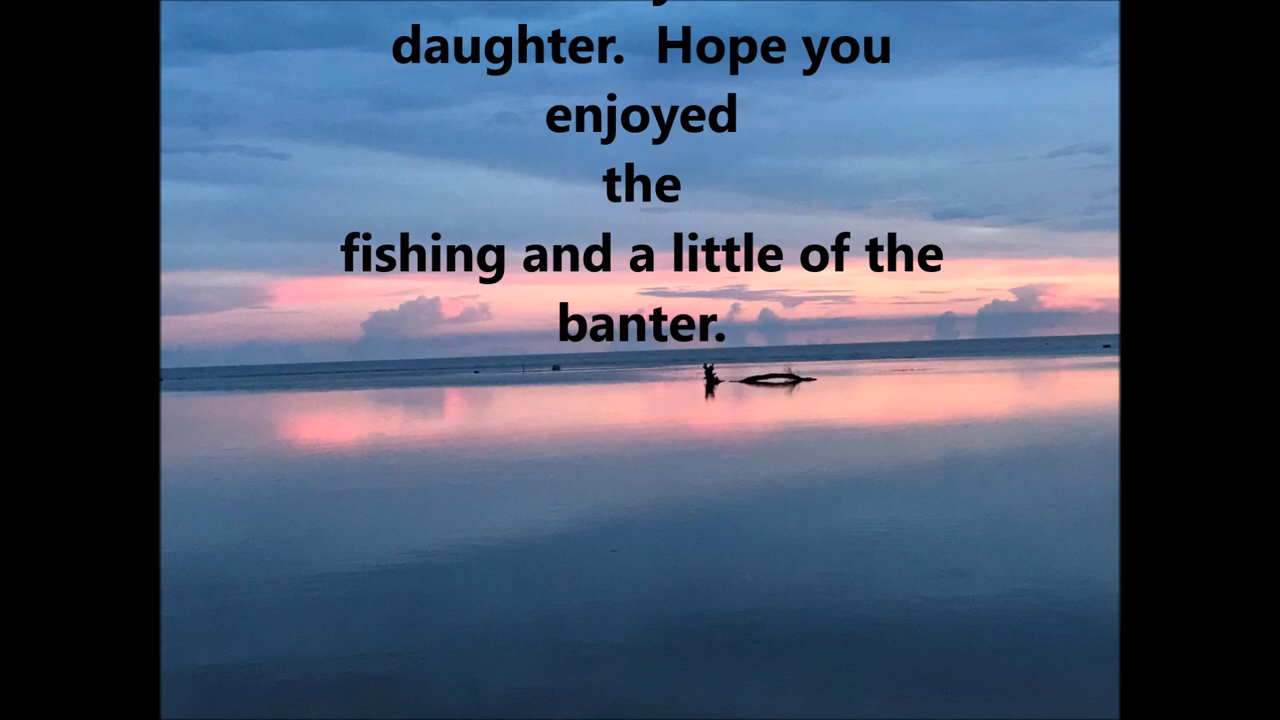 daughter.  Hope you
enjoyed
the
fishing and a little of the
banter.